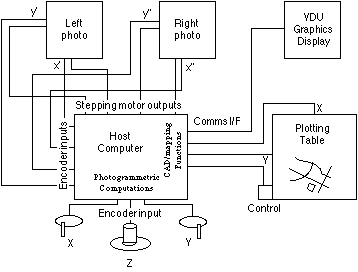 y'
Left
photo
y"
Right
photo
VDU
Graphics
Display
x'
x"
Stepping motor outputs
Comms I/F
Encoder inputs
Host
Computer
CAD/mapping
Functions
Photogrammetric
Computations
X
Plotting
Table
Y
Control
Encoder input
X
Y
Z